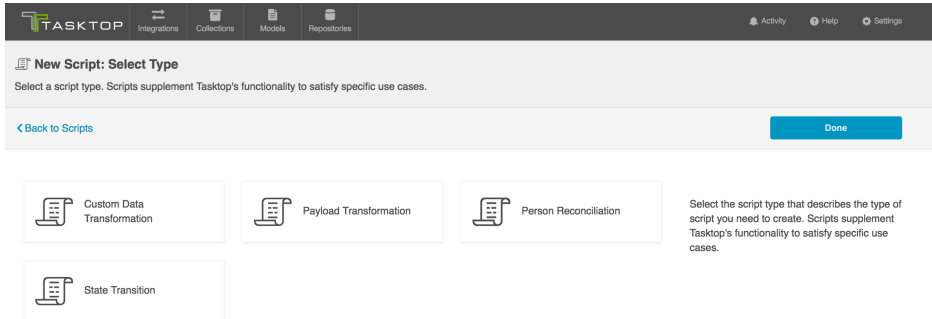 TASKTOP
Integrations
Collections
Models
Repositories
Activity
Help
Settings
New Script: Select Type
Select a script type. Scripts supplement Tasktop's functionality to satisfy specific use cases.
Back to Scripts
Done
Custom Data
Transformation
Payload Transformation
Person Reconciliation
Select the script type that describes the type of
script you need to create. Scripts supplement
Tasktop's functionality to satisfy specific use
cases.
State Transition